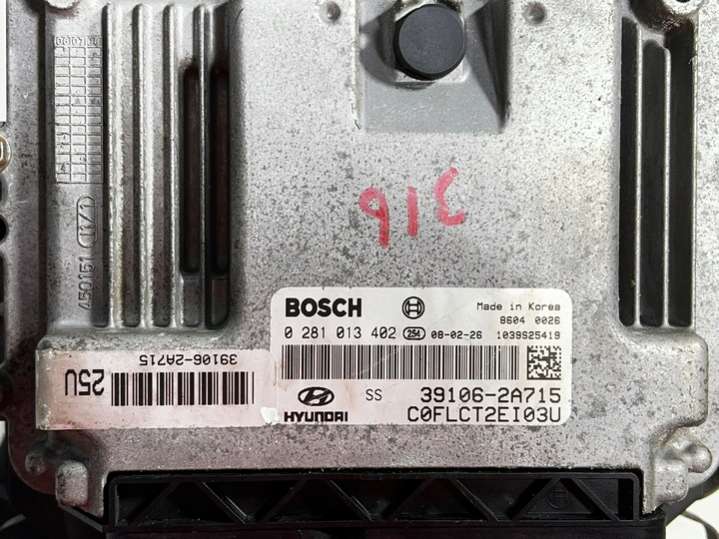 316
BOSCH
Made in Korea
8604 0026
0 281 013 402 254 08-02-26 1039S25419
39106-2A715
25U
SS 39106-2A715
HYUNDAI C0FLCT2EI03U
450151